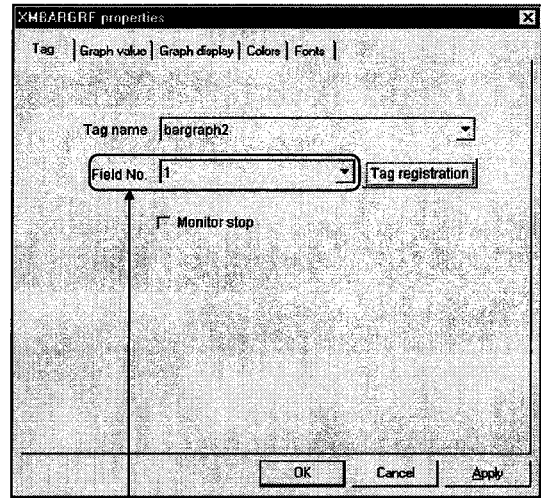 XMBARGRF properties
Tag Graph value Graph display Colors Fonts
Tag name bargraph2
Field No. 1 Tag registration
Monitor stop
OK Cancel Apply